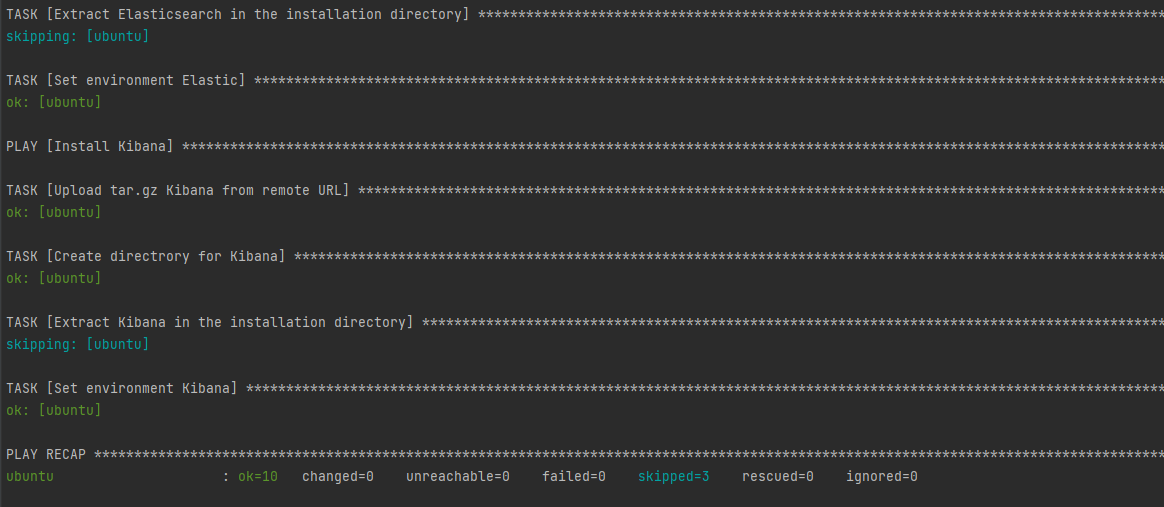 TASK [Extract Elasticsearch in the installation directory] **************************************************************************************
skipping: [ubuntu]
TASK [Set environment Elastic] ******************************************************************************************************************
ok: [ubuntu]
PLAY [Install Kibana] ***************************************************************************************************************************
TASK [Upload tar.gz Kibana from remote URL] *****************************************************************************************************
ok: [ubuntu]
TASK [Create directrory for Kibana] *************************************************************************************************************
ok: [ubuntu]
TASK [Extract Kibana in the installation directory] *********************************************************************************************
skipping: [ubuntu]
TASK [Set environment Kibana] *******************************************************************************************************************
ok: [ubuntu]
PLAY RECAP **************************************************************************************************************************************
ubuntu                     : ok=10   changed=0    unreachable=0    failed=0    skipped=3    rescued=0    ignored=0